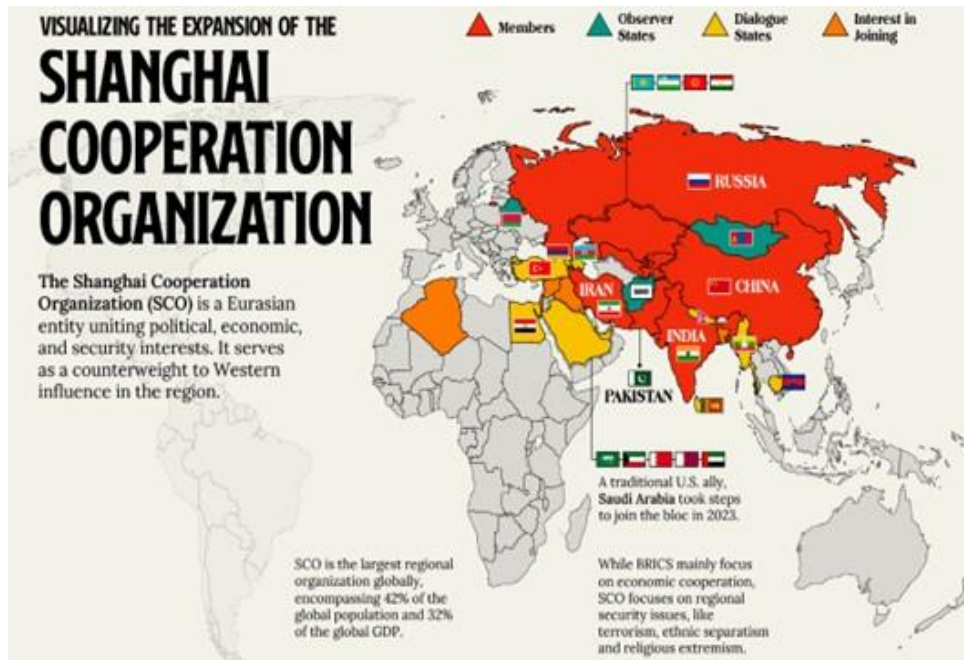 VISUALIZING THE EXPANSION OF THE
SHANGHAI
COOPERATION
ORGANIZATION
The Shanghai Cooperation
Organization (SCO) is a Eurasian
entity uniting political, economic,
and security interests. It serves
as a counterweight to Western
influence in the region.
Members
Observer
States
Dialogue
States
Interest in
Joining
RUSSIA
CHINA
IRAN
INDIA
PAKISTAN
A traditional U.S. ally,
Saudi Arabia took steps
to join the bloc in 2023.
SCO is the largest regional
organization globally,
encompassing 42% of the
global population and 32%
of the global GDP.
While BRICS mainly focus
on economic cooperation,
SCO focuses on regional
security issues, like
terrorism, ethnic separatism
and religious extremism.